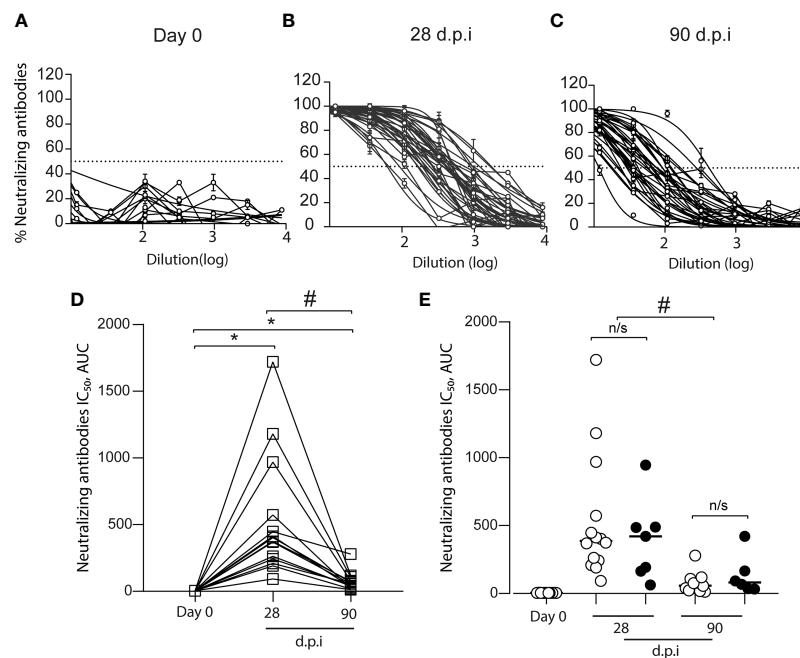 A
Day 0
B
28 d.p.i
C
90 d.p.i
% Neutralizing antibodies
120
100
80
60
40
20
0
2
3
4
Dilution(log)
120
100
80
60
40
20
0
2
3
4
Dilution (log)
120
100
80
60
40
20
0
2
3
Dilution (log)
D
Neutralizing antibodies IC50, AUC
2000
1500
1000
500
0
#
*
*
Day 0
28
90
d.p.i
E
Neutralizing antibodies IC50, AUC
2000
1500
1000
500
0
#
n/s
n/s
Day 0
28
90
d.p.i